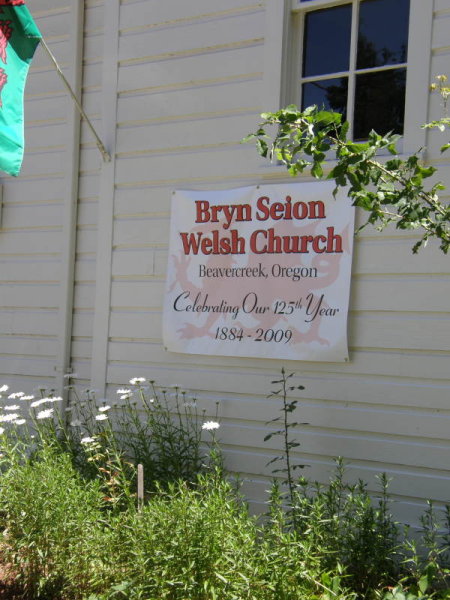 Bryn Seion
Welsh Church
Beavercreek, Oregon
Celebrating Our 125th Year
1884 - 2009